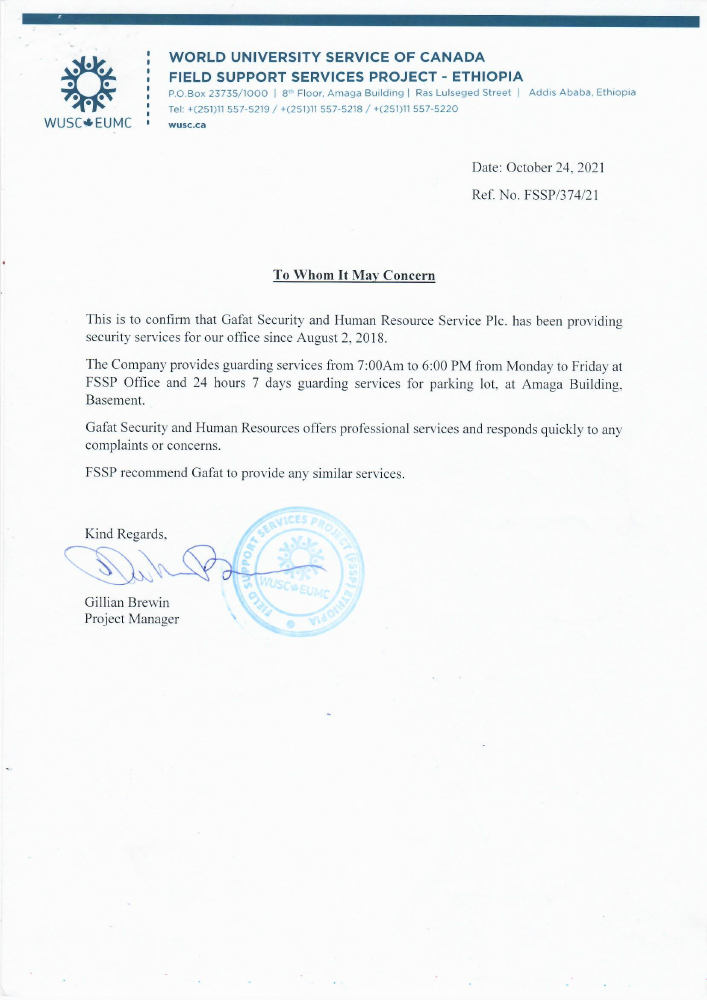 WORLD UNIVERSITY SERVICE OF CANADA
FIELD SUPPORT SERVICES PROJECT - ETHIOPIA
P.O.Box 23735/1000 | 8th Floor, Amaga Building | Ras Lulseged Street | Addis Ababa, Ethiopia
Tel: +(251)11 557-5219 / +(251)11 557-5218 / +(251)11 557-5220
wusc.ca
WUSC EUMC
Date: October 24, 2021
Ref. No. FSSP/374/21
To Whom It May Concern
This is to confirm that Gafat Security and Human Resource Service Plc. has been providing
security services for our office since August 2, 2018.
The Company provides guarding services from 7:00Am to 6:00 PM from Monday to Friday at
FSSP Office and 24 hours 7 days guarding services for parking lot, at Amaga Building,
Basement.
Gafat Security and Human Resources offers professional services and responds quickly to any
complaints or concerns.
FSSP recommend Gafat to provide any similar services.
Kind Regards,
Gillian Brewin
Project Manager
FIELD SUPPORT SERVICES PROJECT (FSSP) ETHIOPIA
WUSC EUMC